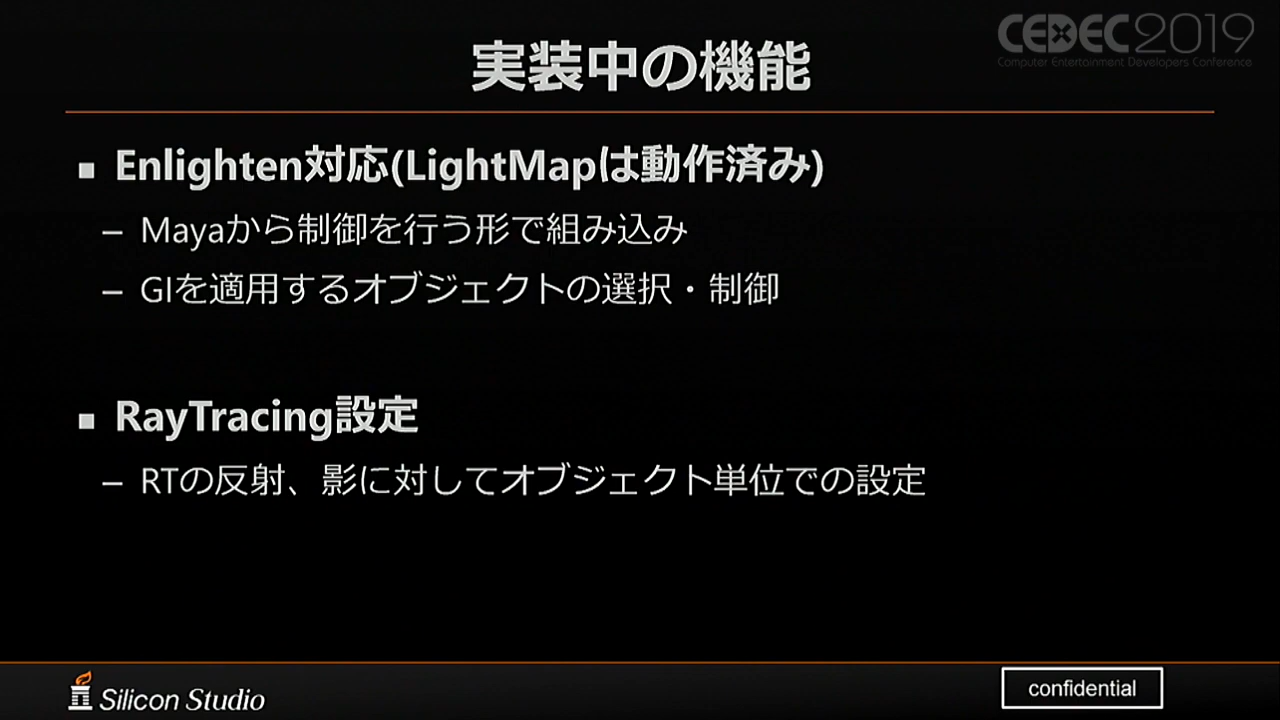 CEDEC2019
Computer Entertainment Developers Conference
実装中の機能
■ Enlighten対応(LightMapは動作済み)
– Mayaから制御を行う形で組み込み
– GIを適用するオブジェクトの選択・制御
■ RayTracing設定
– RTの反射、影に対してオブジェクト単位での設定
Silicon Studio
confidential